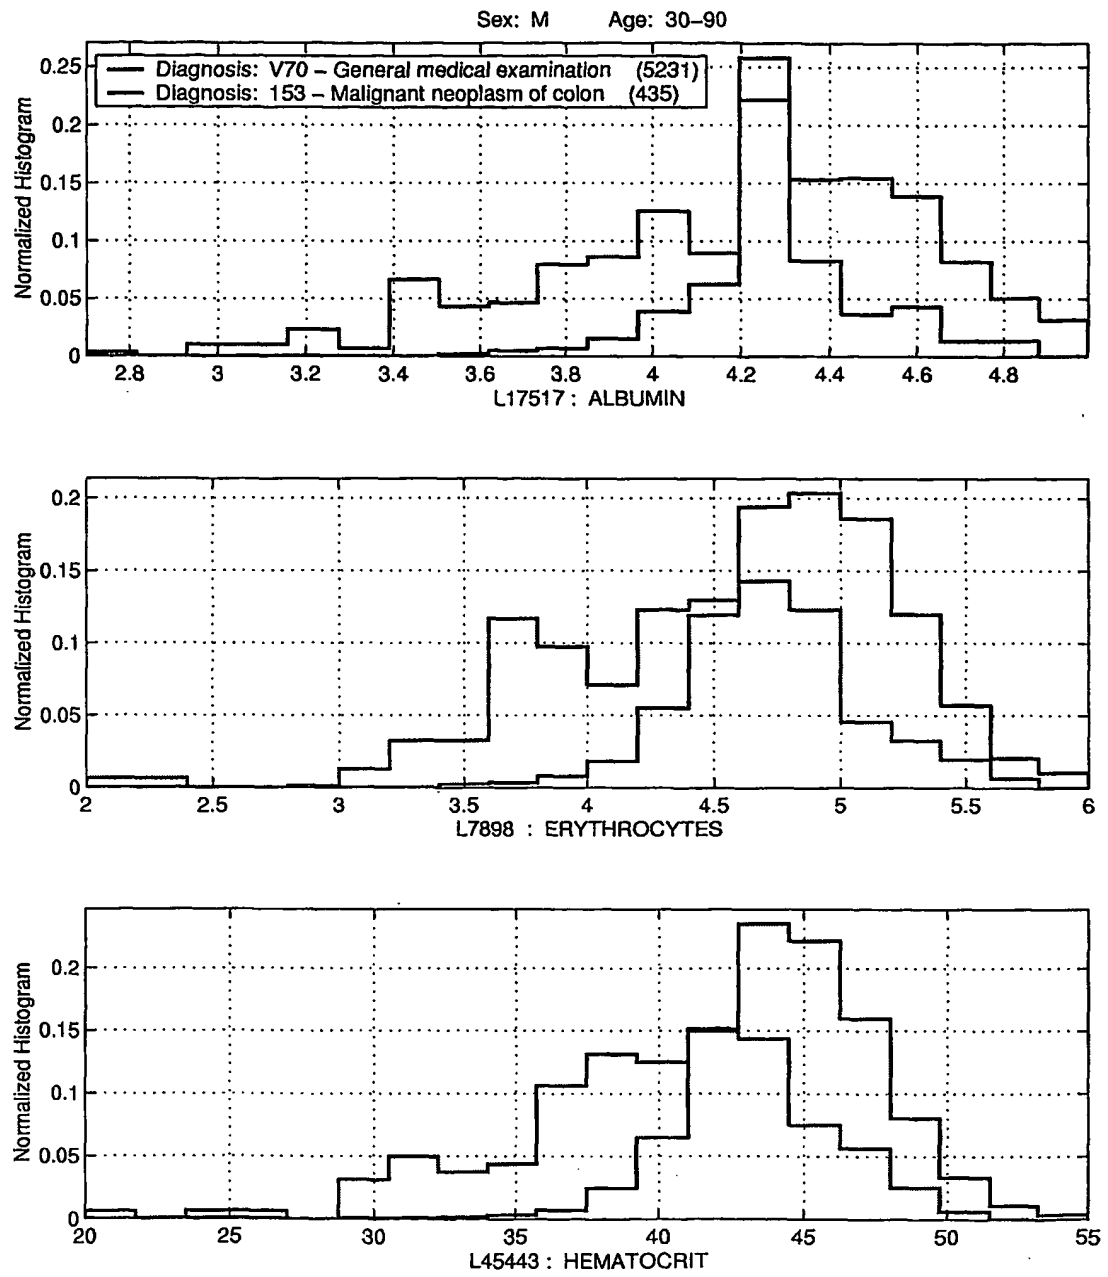 Sex: M Age: 30–90
Diagnosis: V70 – General medical examination (5231)
Diagnosis: 153 – Malignant neoplasm of colon (435)
Normalized Histogram
0.25
0.2
0.15
0.1
0.05
0
2.8 3 3.2 3.4 3.6 3.8 4 4.2 4.4 4.6 4.8
L17517 : ALBUMIN
Normalized Histogram
0.2
0.15
0.1
0.05
0
2 2.5 3 3.5 4 4.5 5 5.5 6
L7898 : ERYTHROCYTES
Normalized Histogram
0.2
0.15
0.1
0.05
0
20 25 30 35 40 45 50 55
L45443 : HEMATOCRIT